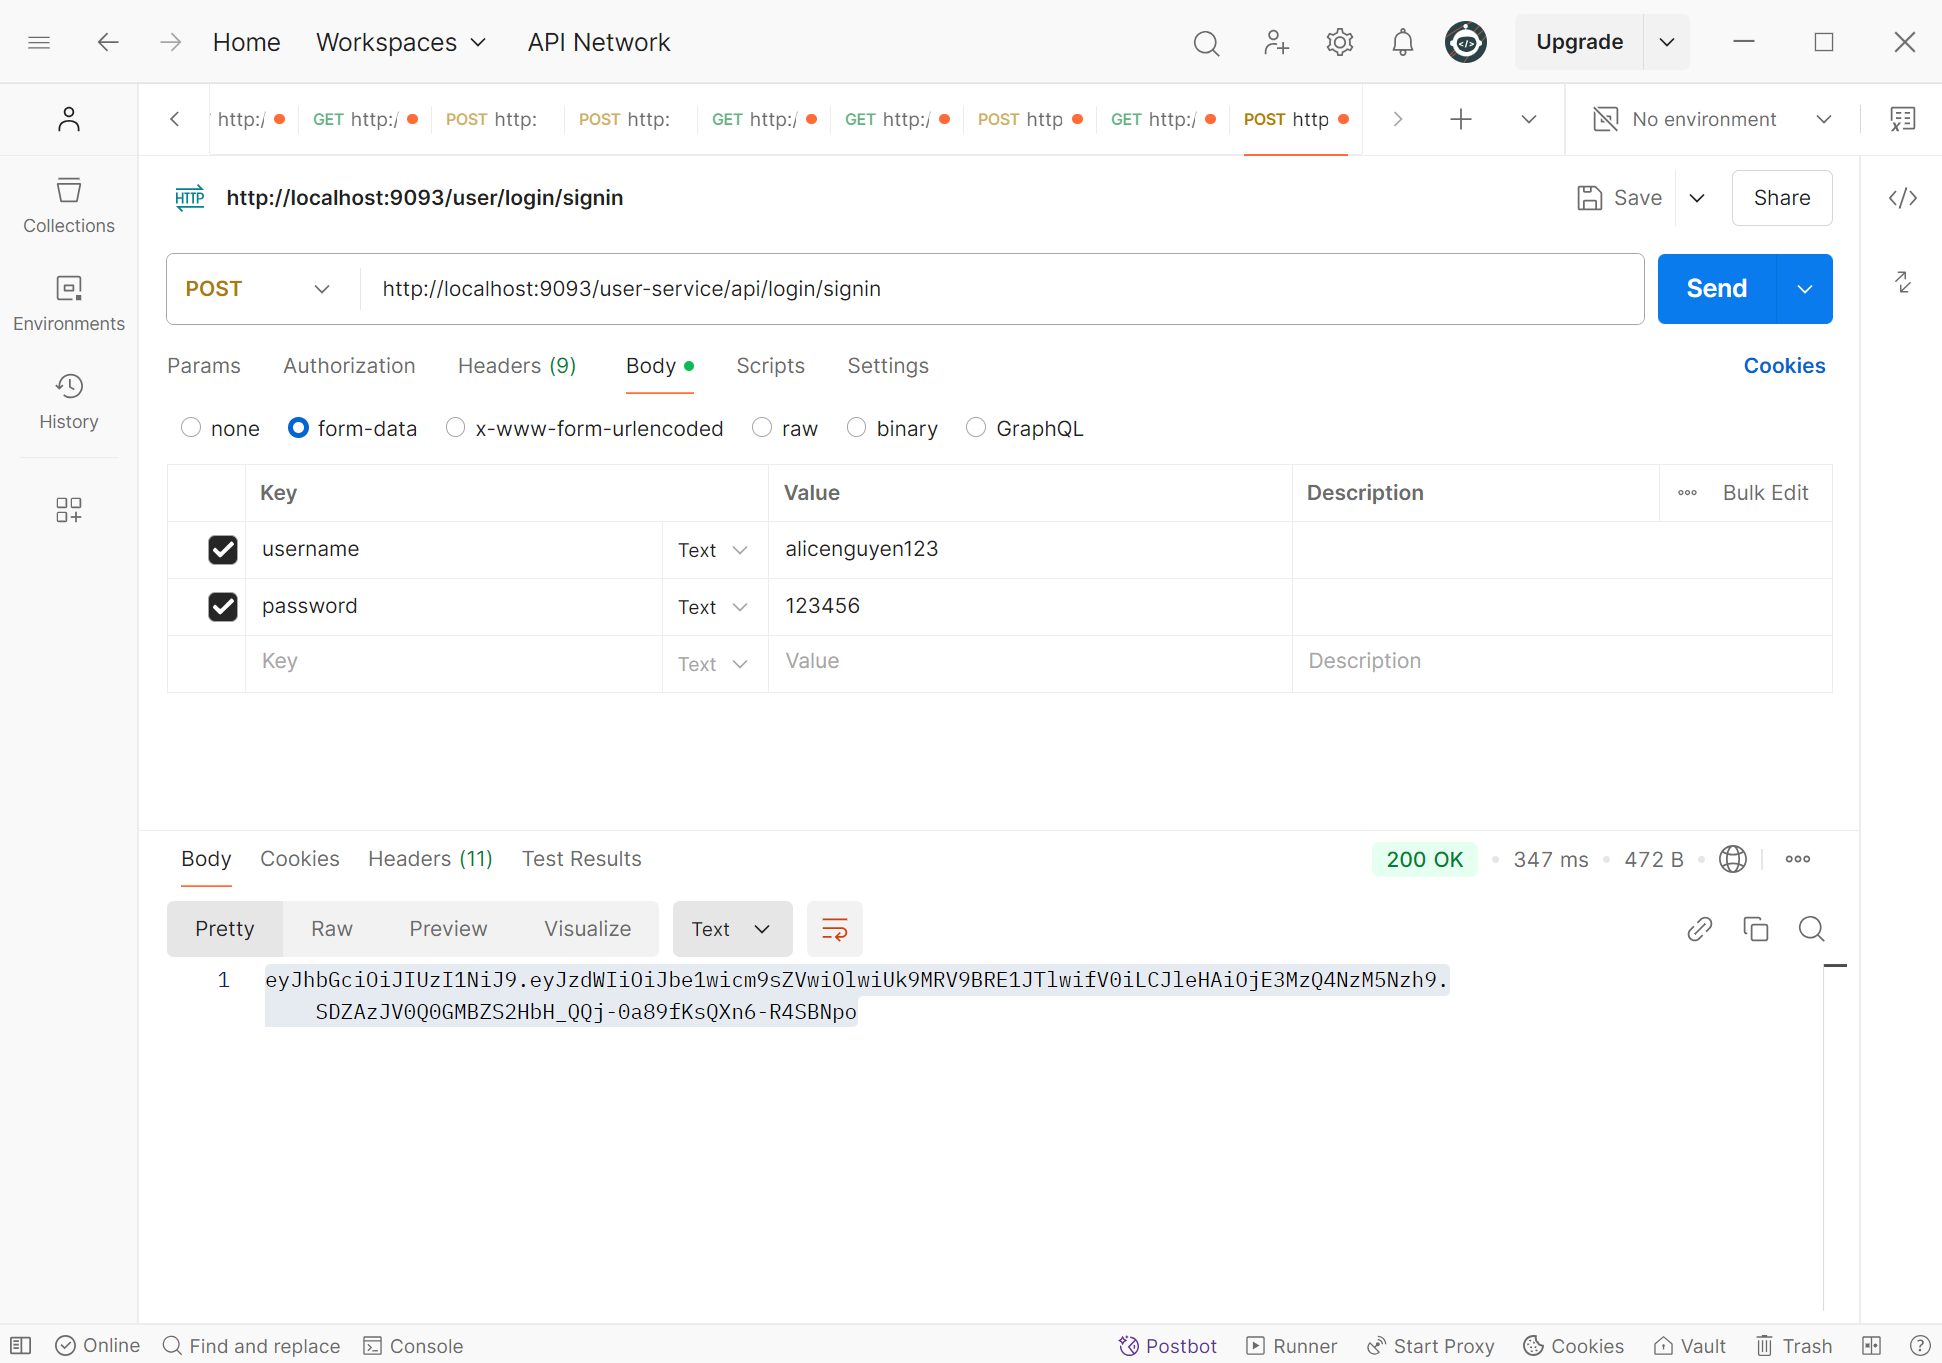 Home
Workspaces
API Network
Upgrade
http:/
GET http:/
POST http:
POST http:
GET http:/
GET http:/
POST http
GET http:/
POST http
No environment
HTTP
http://localhost:9093/user/login/signin
Save
Share
Collections
Environments
History
POST
http://localhost:9093/user-service/api/login/signin
Send
Params
Authorization
Headers (9)
Body
Scripts
Settings
Cookies
none
form-data
x-www-form-urlencoded
raw
binary
GraphQL
Key
Value
Description
Bulk Edit
username
Text
alicenguyen123
password
Text
123456
Key
Text
Value
Description
Body
Cookies
Headers (11)
Test Results
200 OK
347 ms
472 B
Pretty
Raw
Preview
Visualize
Text
1
eyJhbGciOiJIUzI1NiJ9.eyJzdWIiOiJbe1wicm9sZVwiOlwiUk9MRV9BRE1JTlwifV0iLCJleHAiOjE3MzQ4NzM5Nzh9.
SDZAzJV0Q0GMBZS2HbH_QQj-0a89fKsQXn6-R4SBNpo
Online
Find and replace
Console
Postbot
Runner
Start Proxy
Cookies
Vault
Trash